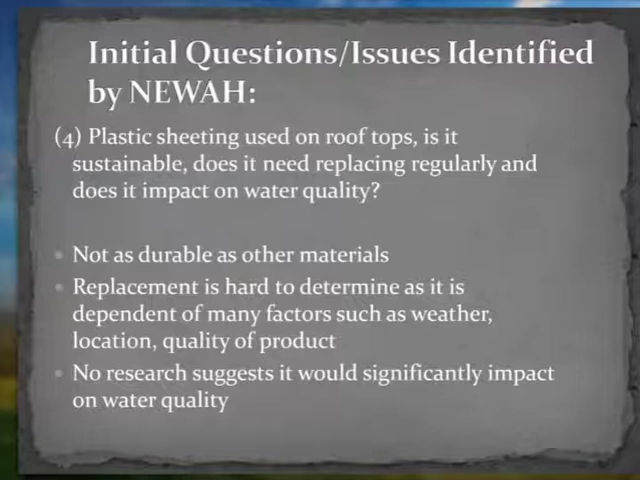 Initial Questions/Issues Identified
by NEWAH:
(4) Plastic sheeting used on roof tops, is it
sustainable, does it need replacing regularly and
does it impact on water quality?
Not as durable as other materials
Replacement is hard to determine as it is
dependent of many factors such as weather,
location, quality of product
No research suggests it would significantly impact
on water quality